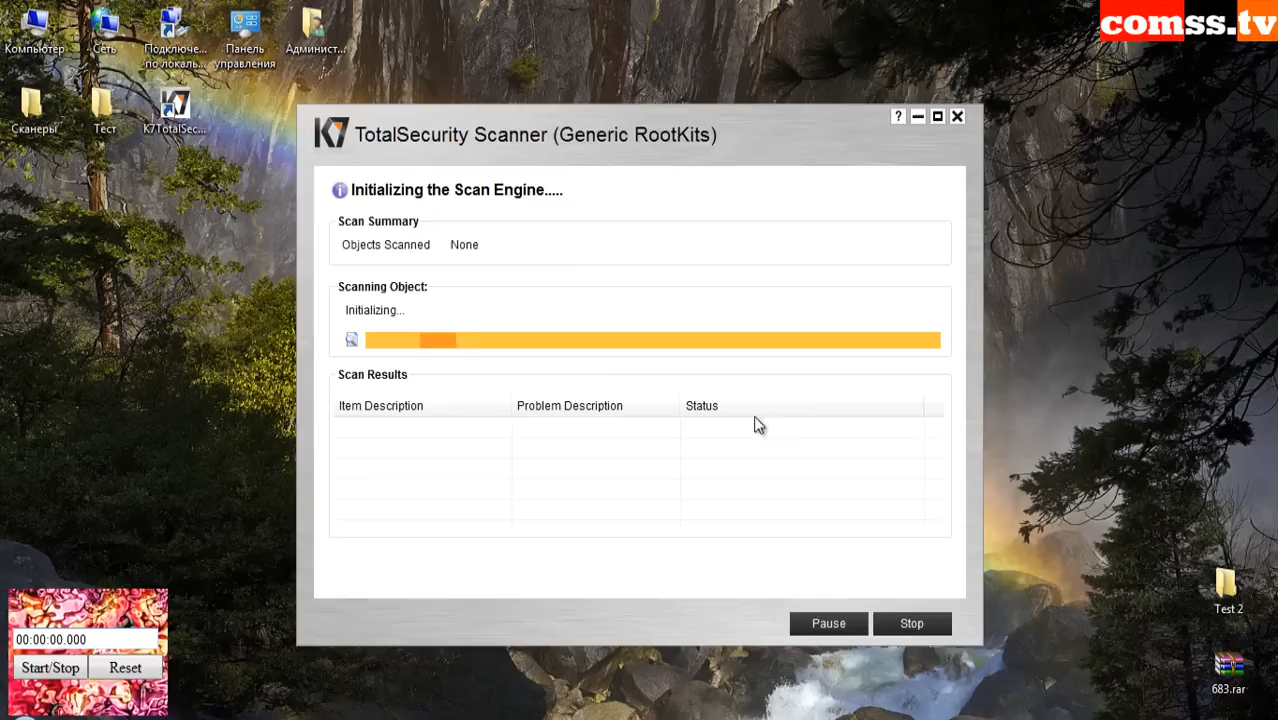 comss.tv
Компьютер
Сеть
Подключе...
по локаль...
Панель
управления
Админист...
Сканеры
Тест
K7TotalSec...
K7 TotalSecurity Scanner (Generic RootKits)
?
Initializing the Scan Engine.....
Scan Summary
Objects Scanned None
Scanning Object:
Initializing...
Scan Results
Item Description Problem Description Status
Pause Stop
00:00:00.000
Start/Stop Reset
Test 2
683.rar